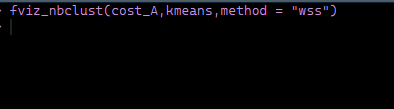 > fviz_nbclust(cost_A,kmeans,method = "wss")
>